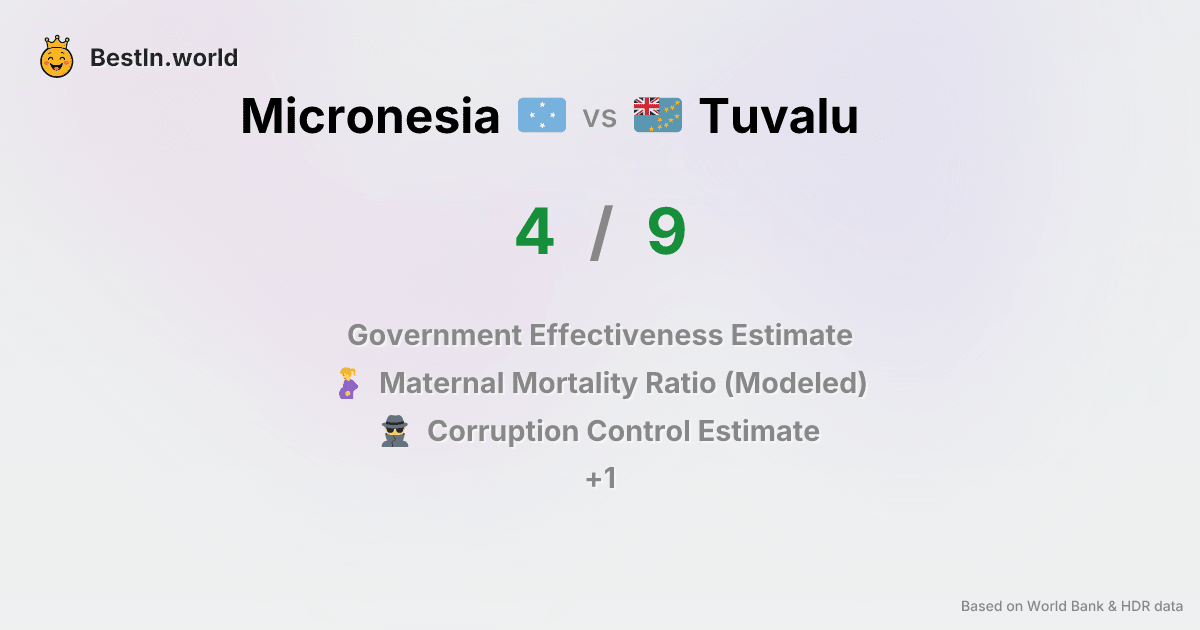 BestIn.world
Micronesia vs Tuvalu
4 / 9
Government Effectiveness Estimate
Maternal Mortality Ratio (Modeled)
Corruption Control Estimate
+1
Based on World Bank & HDR data